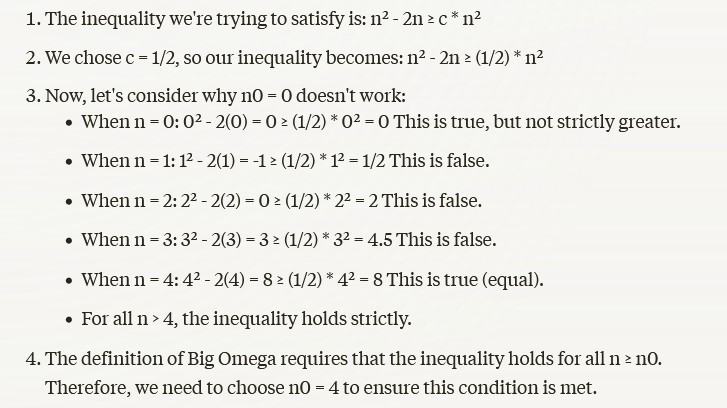 1. The inequality we're trying to satisfy is: n² - 2n ≥ c * n²
2. We chose c = 1/2, so our inequality becomes: n² - 2n ≥ (1/2) * n²
3. Now, let's consider why n0 = 0 doesn't work:
• When n = 0: 0² - 2(0) = 0 ≥ (1/2) * 0² = 0 This is true, but not strictly greater.
• When n = 1: 1² - 2(1) = -1 ≥ (1/2) * 1² = 1/2 This is false.
• When n = 2: 2² - 2(2) = 0 ≥ (1/2) * 2² = 2 This is false.
• When n = 3: 3² - 2(3) = 3 ≥ (1/2) * 3² = 4.5 This is false.
• When n = 4: 4² - 2(4) = 8 ≥ (1/2) * 4² = 8 This is true (equal).
• For all n > 4, the inequality holds strictly.
4. The definition of Big Omega requires that the inequality holds for all n ≥ n0.
Therefore, we need to choose n0 = 4 to ensure this condition is met.